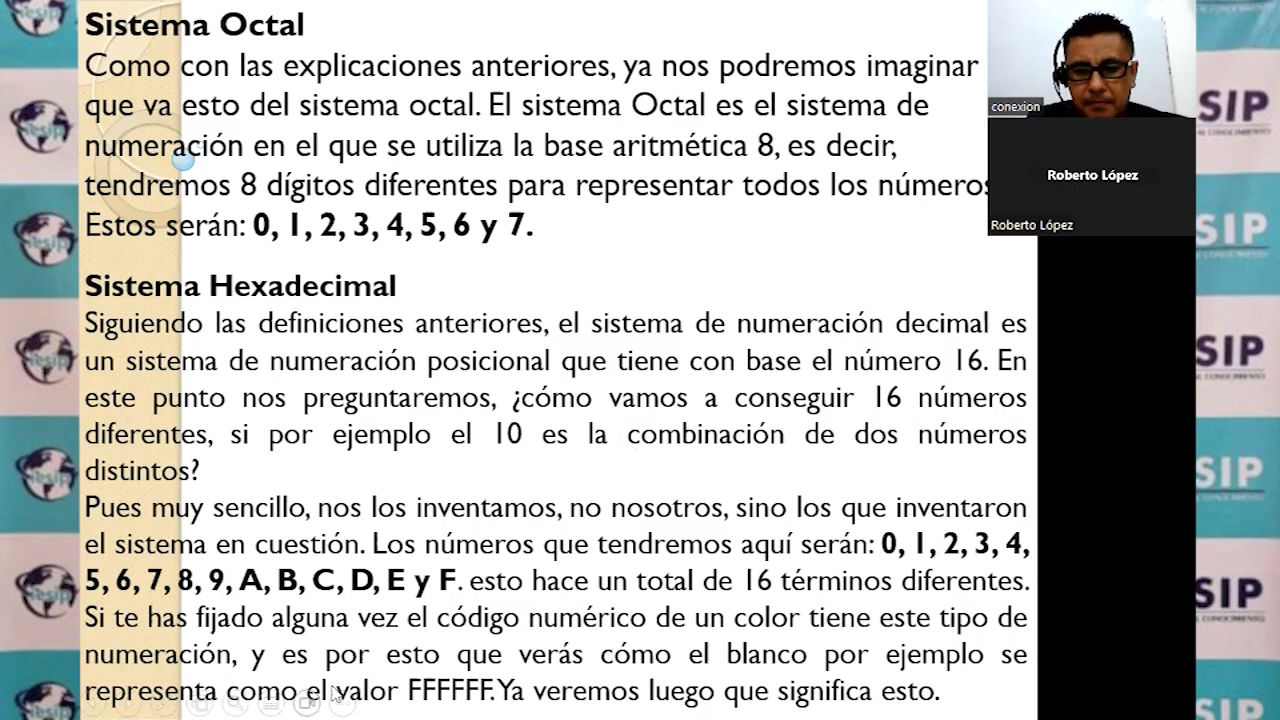 Sistema Octal
Como con las explicaciones anteriores, ya nos podremos imaginar
que va esto del sistema octal. El sistema Octal es el sistema de
numeración en el que se utiliza la base aritmética 8, es decir,
tendremos 8 dígitos diferentes para representar todos los números
Estos serán: 0, 1, 2, 3, 4, 5, 6 y 7.
Sistema Hexadecimal
Siguiendo las definiciones anteriores, el sistema de numeración decimal es
un sistema de numeración posicional que tiene con base el número 16. En
este punto nos preguntaremos, ¿cómo vamos a conseguir 16 números
diferentes, si por ejemplo el 10 es la combinación de dos números
distintos?
Pues muy sencillo, nos los inventamos, no nosotros, sino los que inventaron
el sistema en cuestión. Los números que tendremos aquí serán: 0, 1, 2, 3, 4,
5, 6, 7, 8, 9, A, B, C, D, E y F. esto hace un total de 16 términos diferentes.
Si te has fijado alguna vez el código numérico de un color tiene este tipo de
numeración, y es por esto que verás cómo el blanco por ejemplo se
representa como el valor FFFFFF. Ya veremos luego que significa esto.
conexion
Roberto López
Roberto López
SIP
SIP
SIP
SIP
SIP
SIP